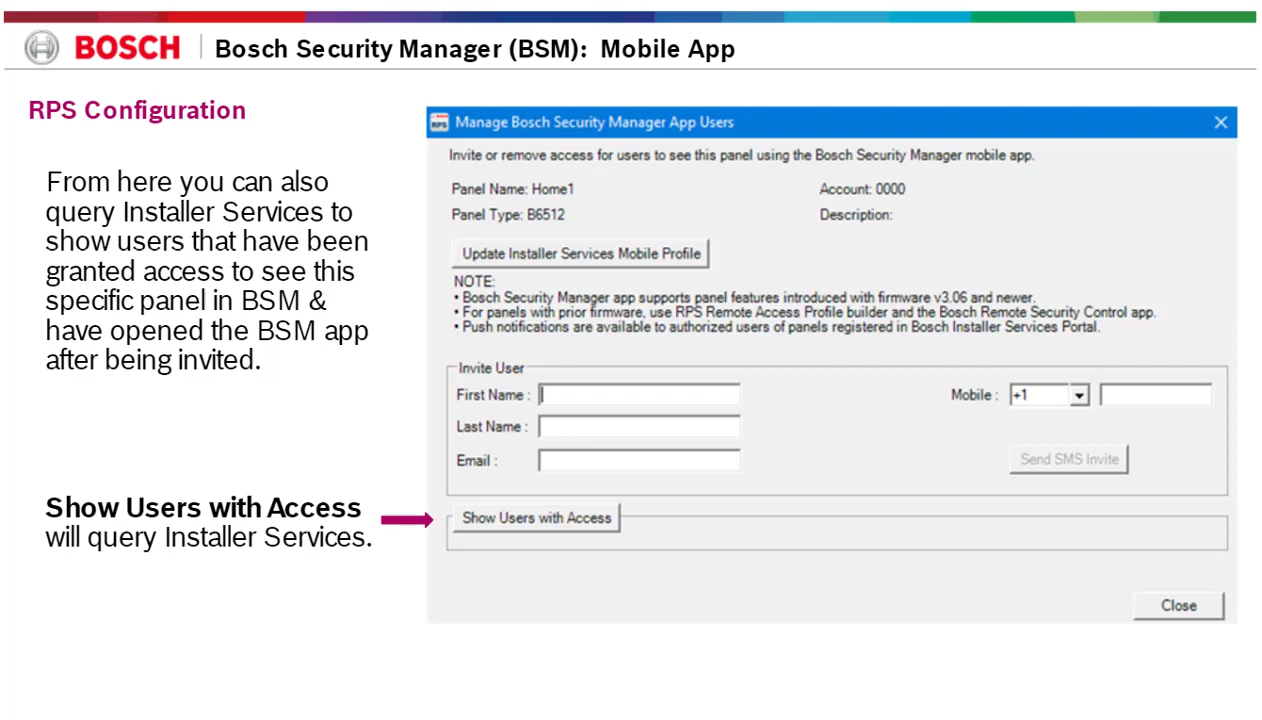 BOSCH
Bosch Security Manager (BSM): Mobile App
RPS Configuration
From here you can also
query Installer Services to
show users that have been
granted access to see this
specific panel in BSM &
have opened the BSM app
after being invited.
Show Users with Access
will query Installer Services.
RPS
Manage Bosch Security Manager App Users
Invite or remove access for users to see this panel using the Bosch Security Manager mobile app.
Panel Name: Home1
Account: 0000
Panel Type: B6512
Description:
Update Installer Services Mobile Profile
NOTE:
• Bosch Security Manager app supports panel features introduced with firmware v3.06 and newer.
• For panels with prior firmware, use RPS Remote Access Profile builder and the Bosch Remote Security Control app.
• Push notifications are available to authorized users of panels registered in Bosch Installer Services Portal.
Invite User
First Name :
Mobile : +1
Last Name :
Email :
Send SMS Invite
Show Users with Access
Close